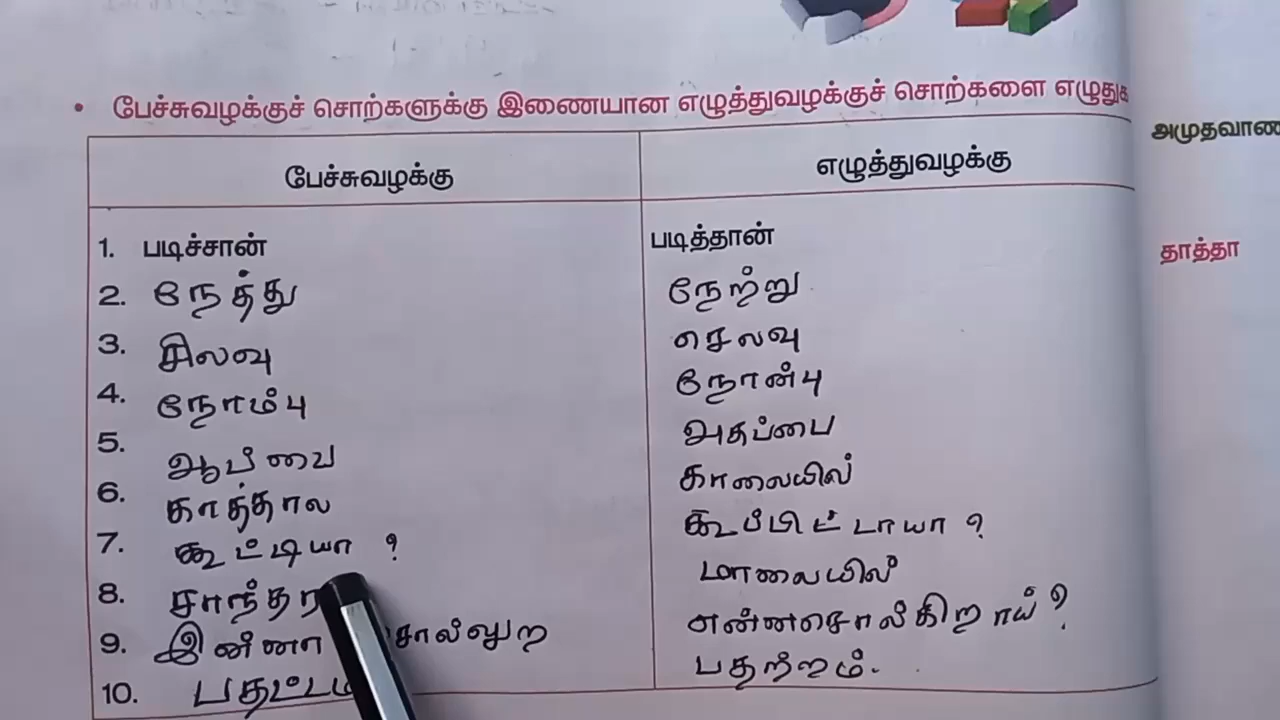 • பேச்சுவழக்குச் சொற்களுக்கு இணையான எழுத்துவழக்குச் சொற்களை எழுதுக
பேச்சுவழக்கு எழுத்துவழக்கு
1. படிச்சான் படித்தான்
2. நேத்து நேற்று
3. சிலவு செலவு
4. நோம்பு நோன்பு
5. ஆப்பை அகப்பை
6. காத்தால காலையில்
7. கூட்டியா ? கூப்பிட்டாயா ?
8. மாலையில்
9. என்னசொல்கிறாய் ?
10. பதற்றம்.
அமுதவாண
தாத்தா